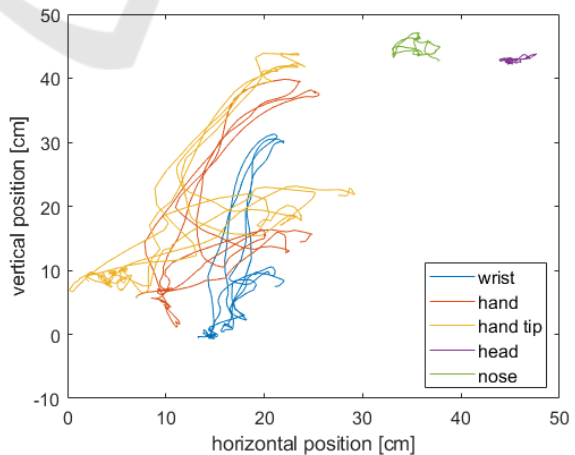 50
40
30
20
10
0
-10
vertical position [cm]
wrist
hand
hand tip
head
nose
0 10 20 30 40 50
horizontal position [cm]